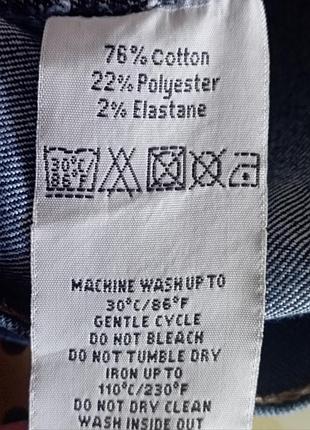 76% Cotton
22% Polyester
2% Elastane
30°C
86°F
MACHINE WASH UP TO
30°C/86°F
GENTLE CYCLE
DO NOT BLEACH
DO NOT TUMBLE DRY
IRON UP TO
110°C/230°F
DO NOT DRY CLEAN
WASH INSIDE OUT